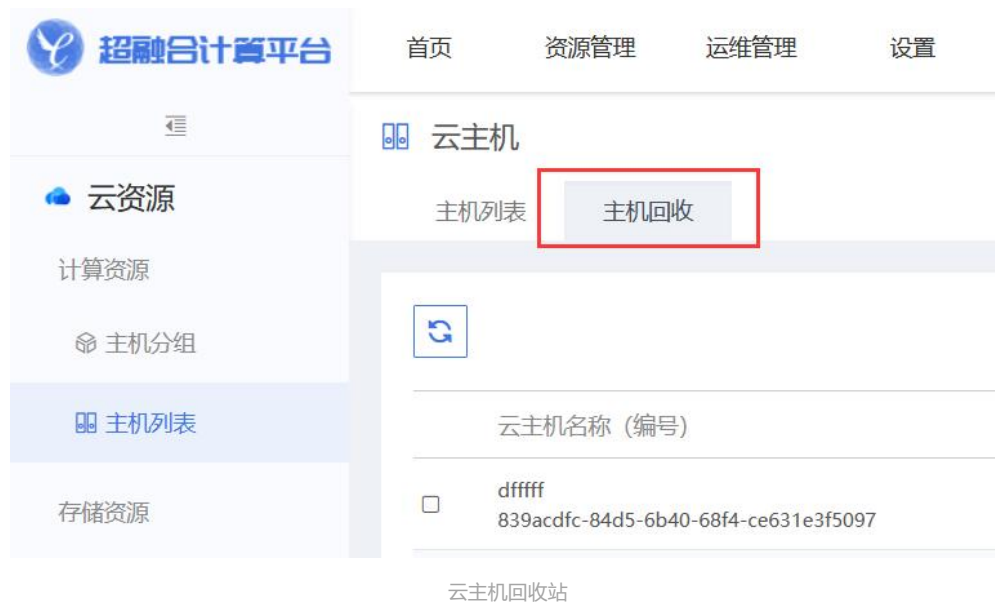 超融合计算平台
首页 资源管理 运维管理 设置
云主机
云资源
主机列表 主机回收
计算资源
主机分组
主机列表
云主机名称（编号）
存储资源
dfffff
839acdfc-84d5-6b40-68f4-ce631e3f5097
云主机回收站